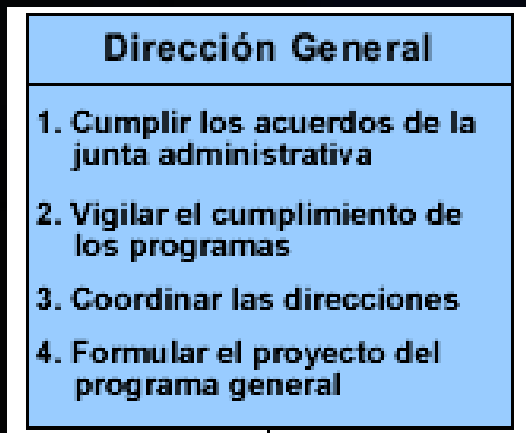 Dirección General
1. Cumplir los acuerdos de la
junta administrativa
2. Vigilar el cumplimiento de
los programas
3. Coordinar las direcciones
4. Formular el proyecto del
programa general